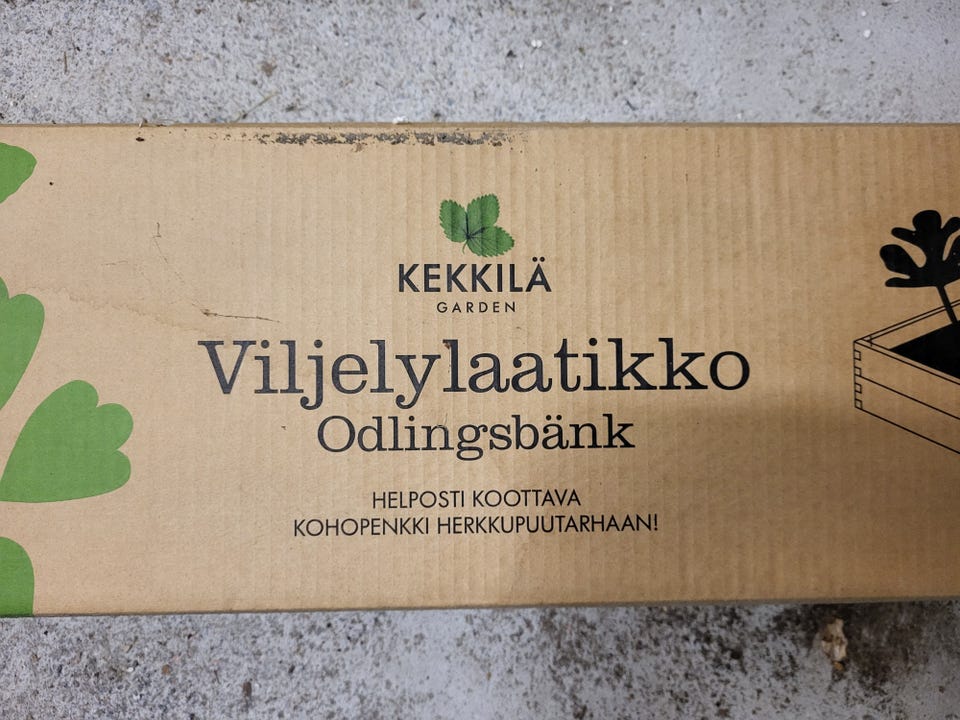 KEKKILÄ
GARDEN
Viljelylaatikko
Odlingsbänk
HELPOSTI KOOTTAVA
KOHOPENKKI HERKKUPUUTARHAAN!